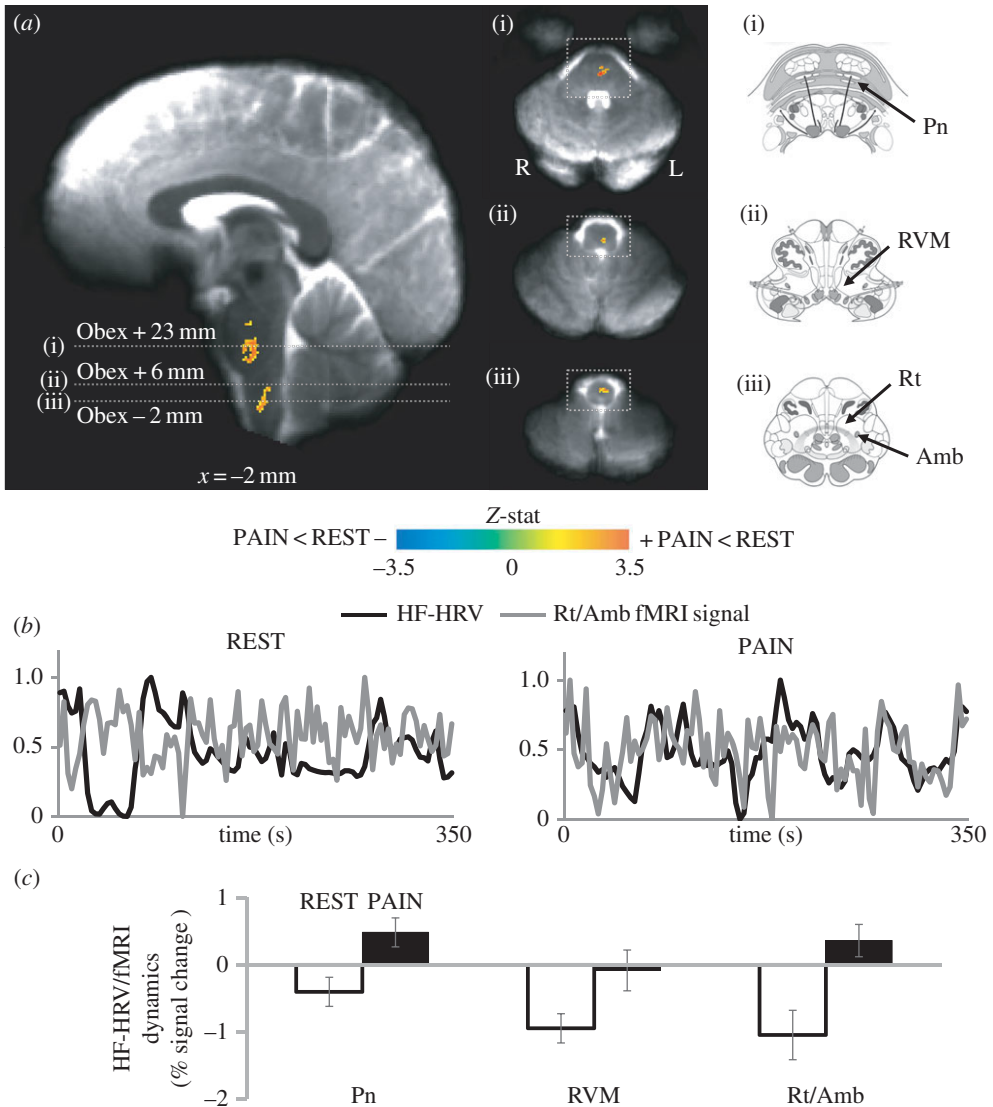 (a)
(i)
(i)
Pn
R
L
(ii)
(ii)
RVM
Obex + 23 mm
(i)
Obex + 6 mm
(ii)
(iii)
Obex – 2 mm
(iii)
(iii)
Rt
Amb
x = –2 mm
Z-stat
PAIN < REST –
+ PAIN < REST
–3.5
0
3.5
HF-HRV
Rt/Amb fMRI signal
(b)
REST
PAIN
1.0
0.5
0
0
time (s)
350
1.0
0.5
0
0
time (s)
350
(c)
HF-HRV/fMRI
dynamics
(% signal change )
1
0
–1
–2
REST PAIN
Pn
RVM
Rt/Amb